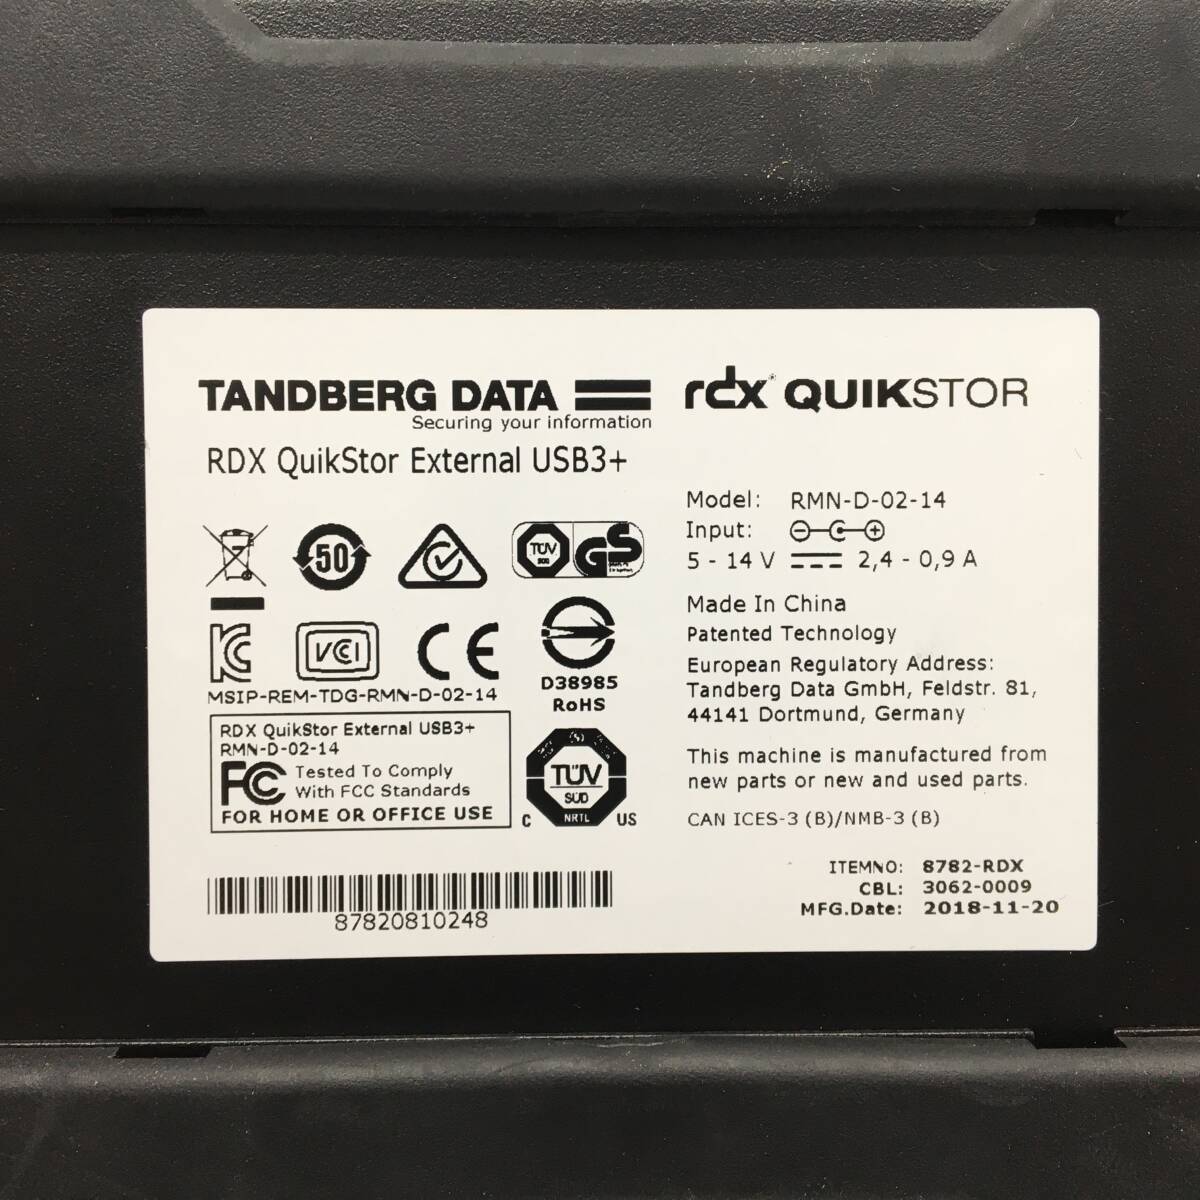 TANDBERG DATA
Securing your information
rdx® QUIKSTOR
RDX QuikStor External USB3+
Model: RMN-D-02-14
Input:
5 - 14 V 2,4 - 0,9 A
50
TÜV
GS
Made In China
Patented Technology
European Regulatory Address:
Tandberg Data GmbH, Feldstr. 81,
44141 Dortmund, Germany
KC
VCI
CE
D38985
RoHS
MSIP-REM-TDG-RMN-D-02-14
RDX QuikStor External USB3+
RMN-D-02-14
FC Tested To Comply
With FCC Standards
FOR HOME OR OFFICE USE
TÜV
SÜD
NRTL
C US
This machine is manufactured from
new parts or new and used parts.
CAN ICES-3 (B)/NMB-3 (B)
87820810248
ITEMNO: 8782-RDX
CBL: 3062-0009
MFG.Date: 2018-11-20